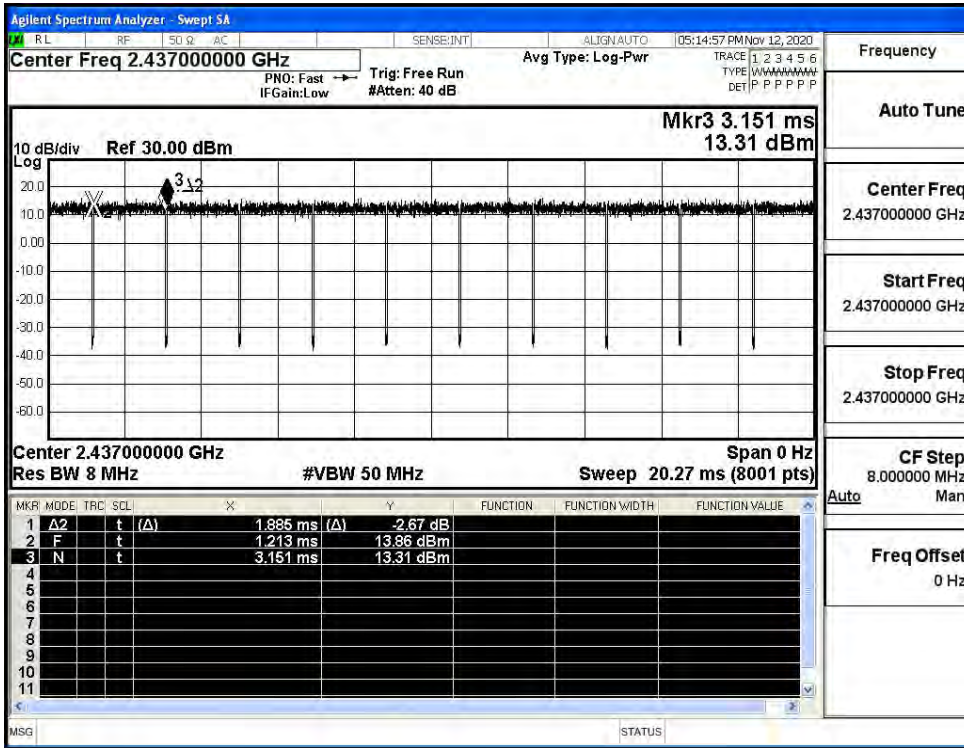 Agilent Spectrum Analyzer - Swept SA
LXI RL RF 50 Ω AC SENSE:INT ALIGN AUTO 05:14:57 PM Nov 12, 2020
Center Freq 2.437000000 GHz
PNO: Fast
IFGain:Low
Trig: Free Run
#Atten: 40 dB
Avg Type: Log-Pwr
TRACE 1 2 3 4 5 6
TYPE WWWWWW
DET P P P P P P
Mkr3 3.151 ms
13.31 dBm
10 dB/div Ref 30.00 dBm
Log
20.0
10.0
0.00
-10.0
-20.0
-30.0
-40.0
-50.0
-60.0
3 1Δ2
2
Center 2.437000000 GHz Span 0 Hz
Res BW 8 MHz #VBW 50 MHz Sweep 20.27 ms (8001 pts)
MKR MODE TRC SCL X Y FUNCTION FUNCTION WIDTH FUNCTION VALUE
1 Δ2 t (Δ) 1.885 ms (Δ) -2.67 dB
2 F t 1.213 ms 13.86 dBm
3 N t 3.151 ms 13.31 dBm
4
5
6
7
8
9
10
11
MSG STATUS
Frequency
Auto Tune
Center Freq
2.437000000 GHz
Start Freq
2.437000000 GHz
Stop Freq
2.437000000 GHz
CF Step
8.000000 MHz
Auto Man
Freq Offset
0 Hz